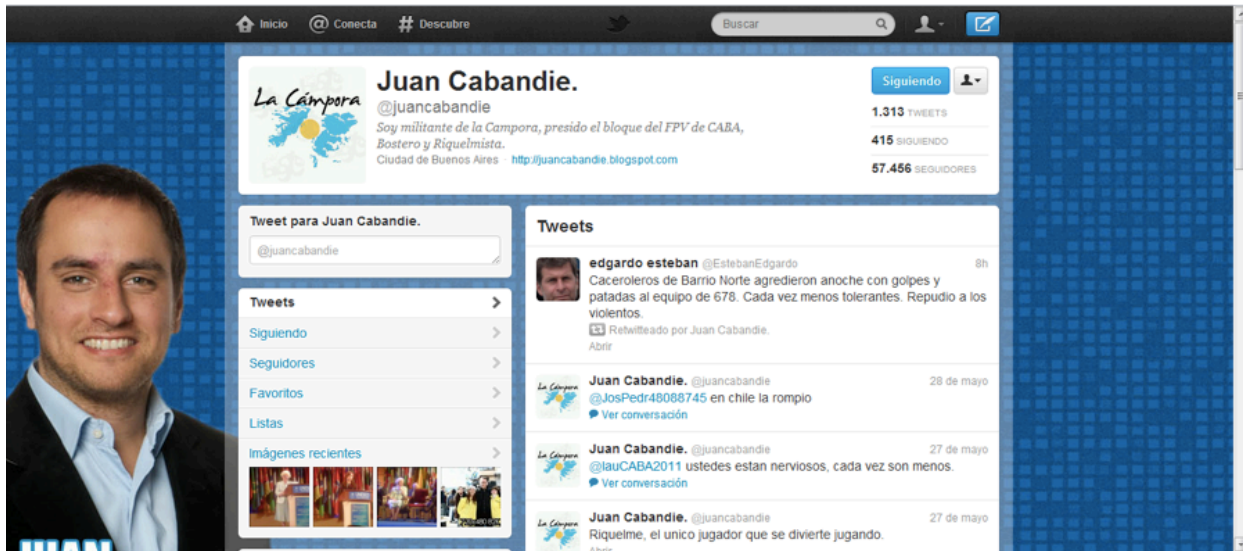 Inicio
Conecta
Descubre
Buscar
La Cámpora
Juan Cabandie.
@juancabandie
Soy militante de la Campora, presido el bloque del FPV de CABA,
Bostero y Riquelmista.
Ciudad de Buenos Aires · http://juancabandie.blogspot.com
Siguiendo
1.313 TWEETS
415 SIGUIENDO
57.456 SEGUIDORES
Tweet para Juan Cabandie.
@juancabandie
Tweets
Siguiendo
Seguidores
Favoritos
Listas
Imágenes recientes
JUAN
Tweets
edgardo esteban @EstebanEdgardo 8h
Caceroleros de Barrio Norte agredieron anoche con golpes y
patadas al equipo de 678. Cada vez menos tolerantes. Repudio a los
violentos.
Retwitteado por Juan Cabandie.
Abrir
La Cámpora
Juan Cabandie. @juancabandie 28 de mayo
@JosPedr48088745 en chile la rompio
Ver conversación
La Cámpora
Juan Cabandie. @juancabandie 27 de mayo
@lauCABA2011 ustedes estan nerviosos, cada vez son menos.
Ver conversación
La Cámpora
Juan Cabandie. @juancabandie 27 de mayo
Riquelme, el unico jugador que se divierte jugando.
Abrir